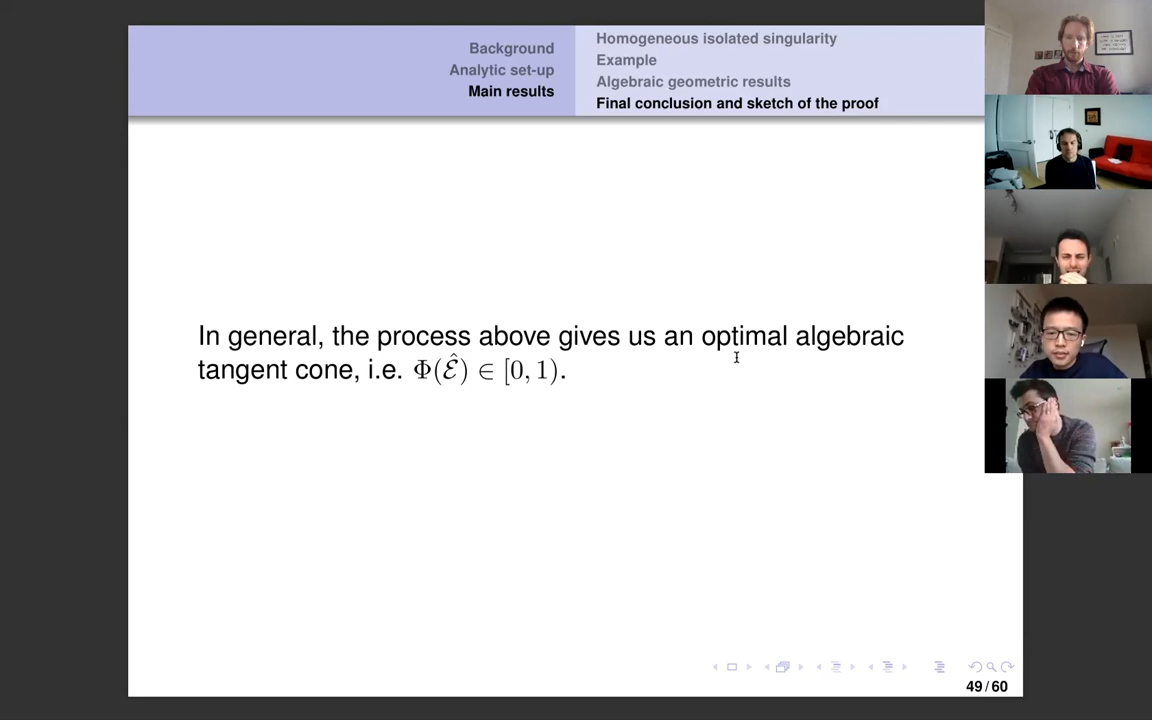 Background
Analytic set-up
Main results
Homogeneous isolated singularity
Example
Algebraic geometric results
Final conclusion and sketch of the proof
In general, the process above gives us an optimal algebraic
tangent cone, i.e. Φ(Ê) ∈ [0, 1).
49 / 60